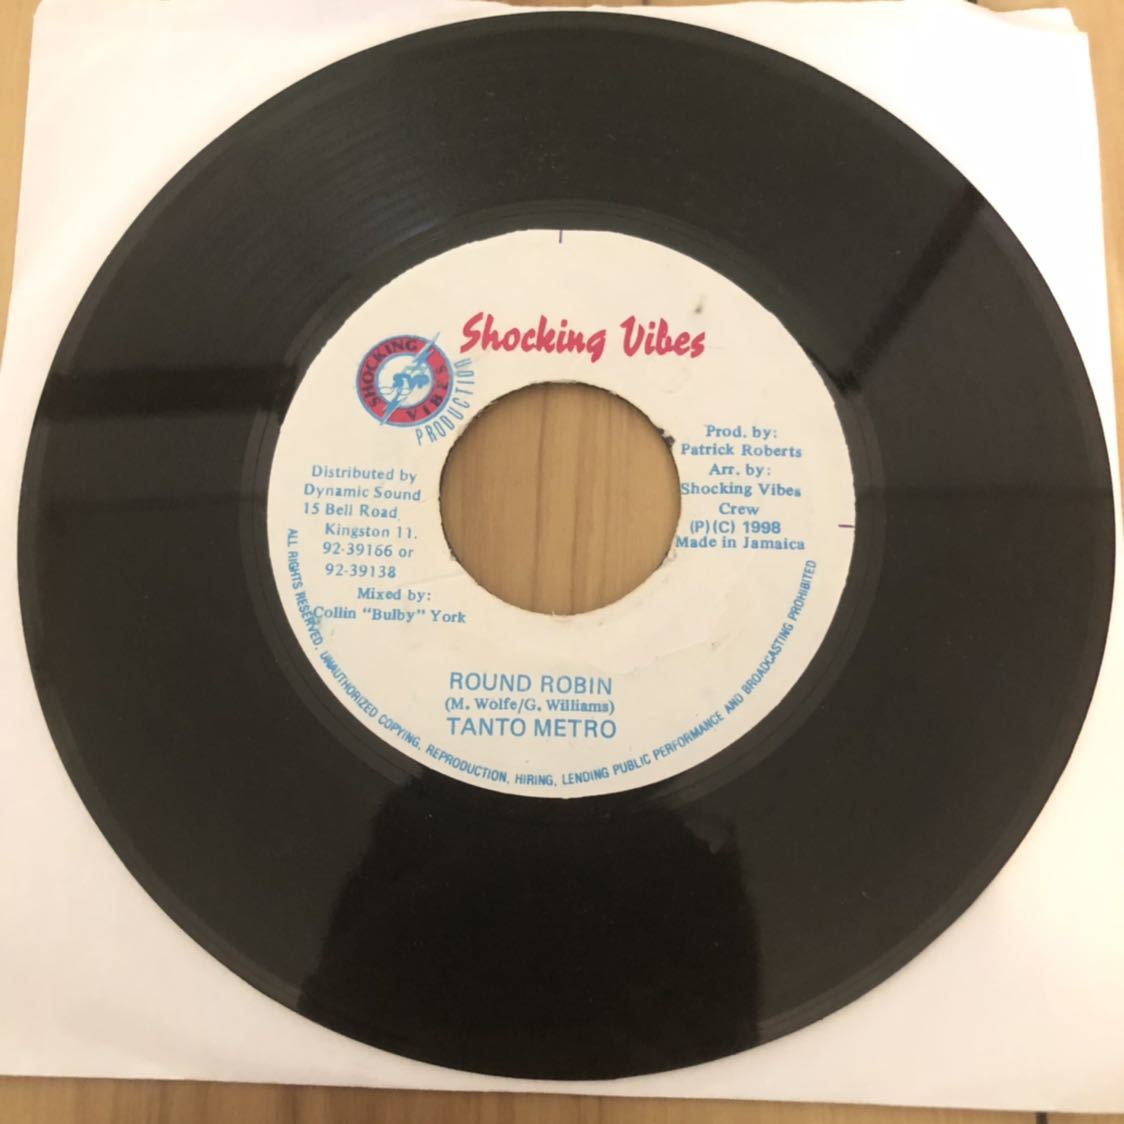 Shocking Vibes
SHOCKING VIBES
PRODUCTION
Distributed by
Dynamic Sound
15 Bell Road
Kingston 11.
92-39166 or
92-39138
Mixed by:
Collin "Bulby" York
Prod. by:
Patrick Roberts
Arr. by:
Shocking Vibes
Crew
(P)(C) 1998
Made in Jamaica
ROUND ROBIN
(M. Wolfe/G. Williams)
TANTO METRO
ALL RIGHTS RESERVED. UNAUTHORIZED COPYING, REPRODUCTION, HIRING, LENDING PUBLIC PERFORMANCE AND BROADCASTING PROHIBITED